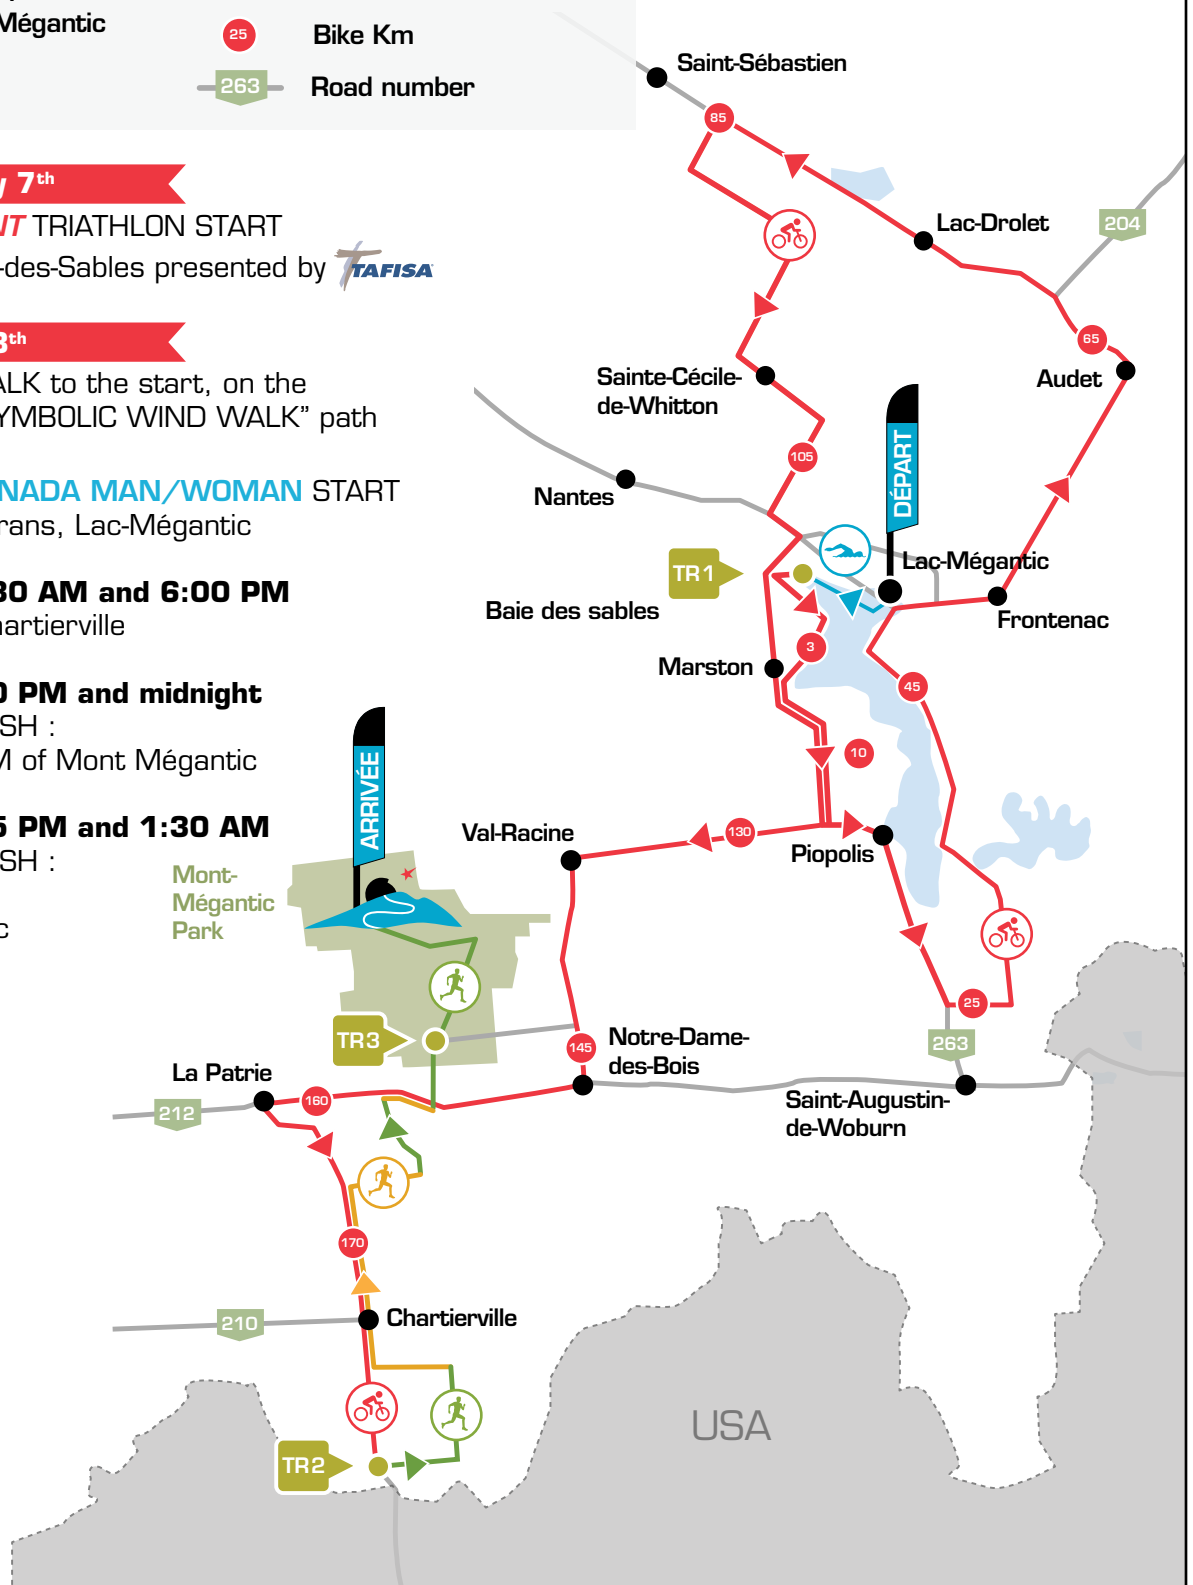 Mégantic
25 Bike Km
263 Road number
7th
TRIATHLON START
-des-Sables presented by TAFISA
8th
ALK to the start, on the
YMBOLIC WIND WALK” path
NADA MAN/WOMAN START
rans, Lac-Mégantic
30 AM and 6:00 PM
hartierville
0 PM and midnight
SH :
M of Mont Mégantic
5 PM and 1:30 AM
SH :
c
Saint-Sébastien
85
Lac-Drolet
204
65
Audet
Sainte-Cécile-
de-Whitton
105
DÉPART
Nantes
Lac-Mégantic
TR1
Baie des sables
Frontenac
3
Marston
45
10
ARRIVÉE
Val-Racine
130
Piopolis
Mont-
Mégantic
Park
25
TR3
145
Notre-Dame-
des-Bois
263
La Patrie
160
212
Saint-Augustin-
de-Woburn
170
210
Chartierville
USA
TR2